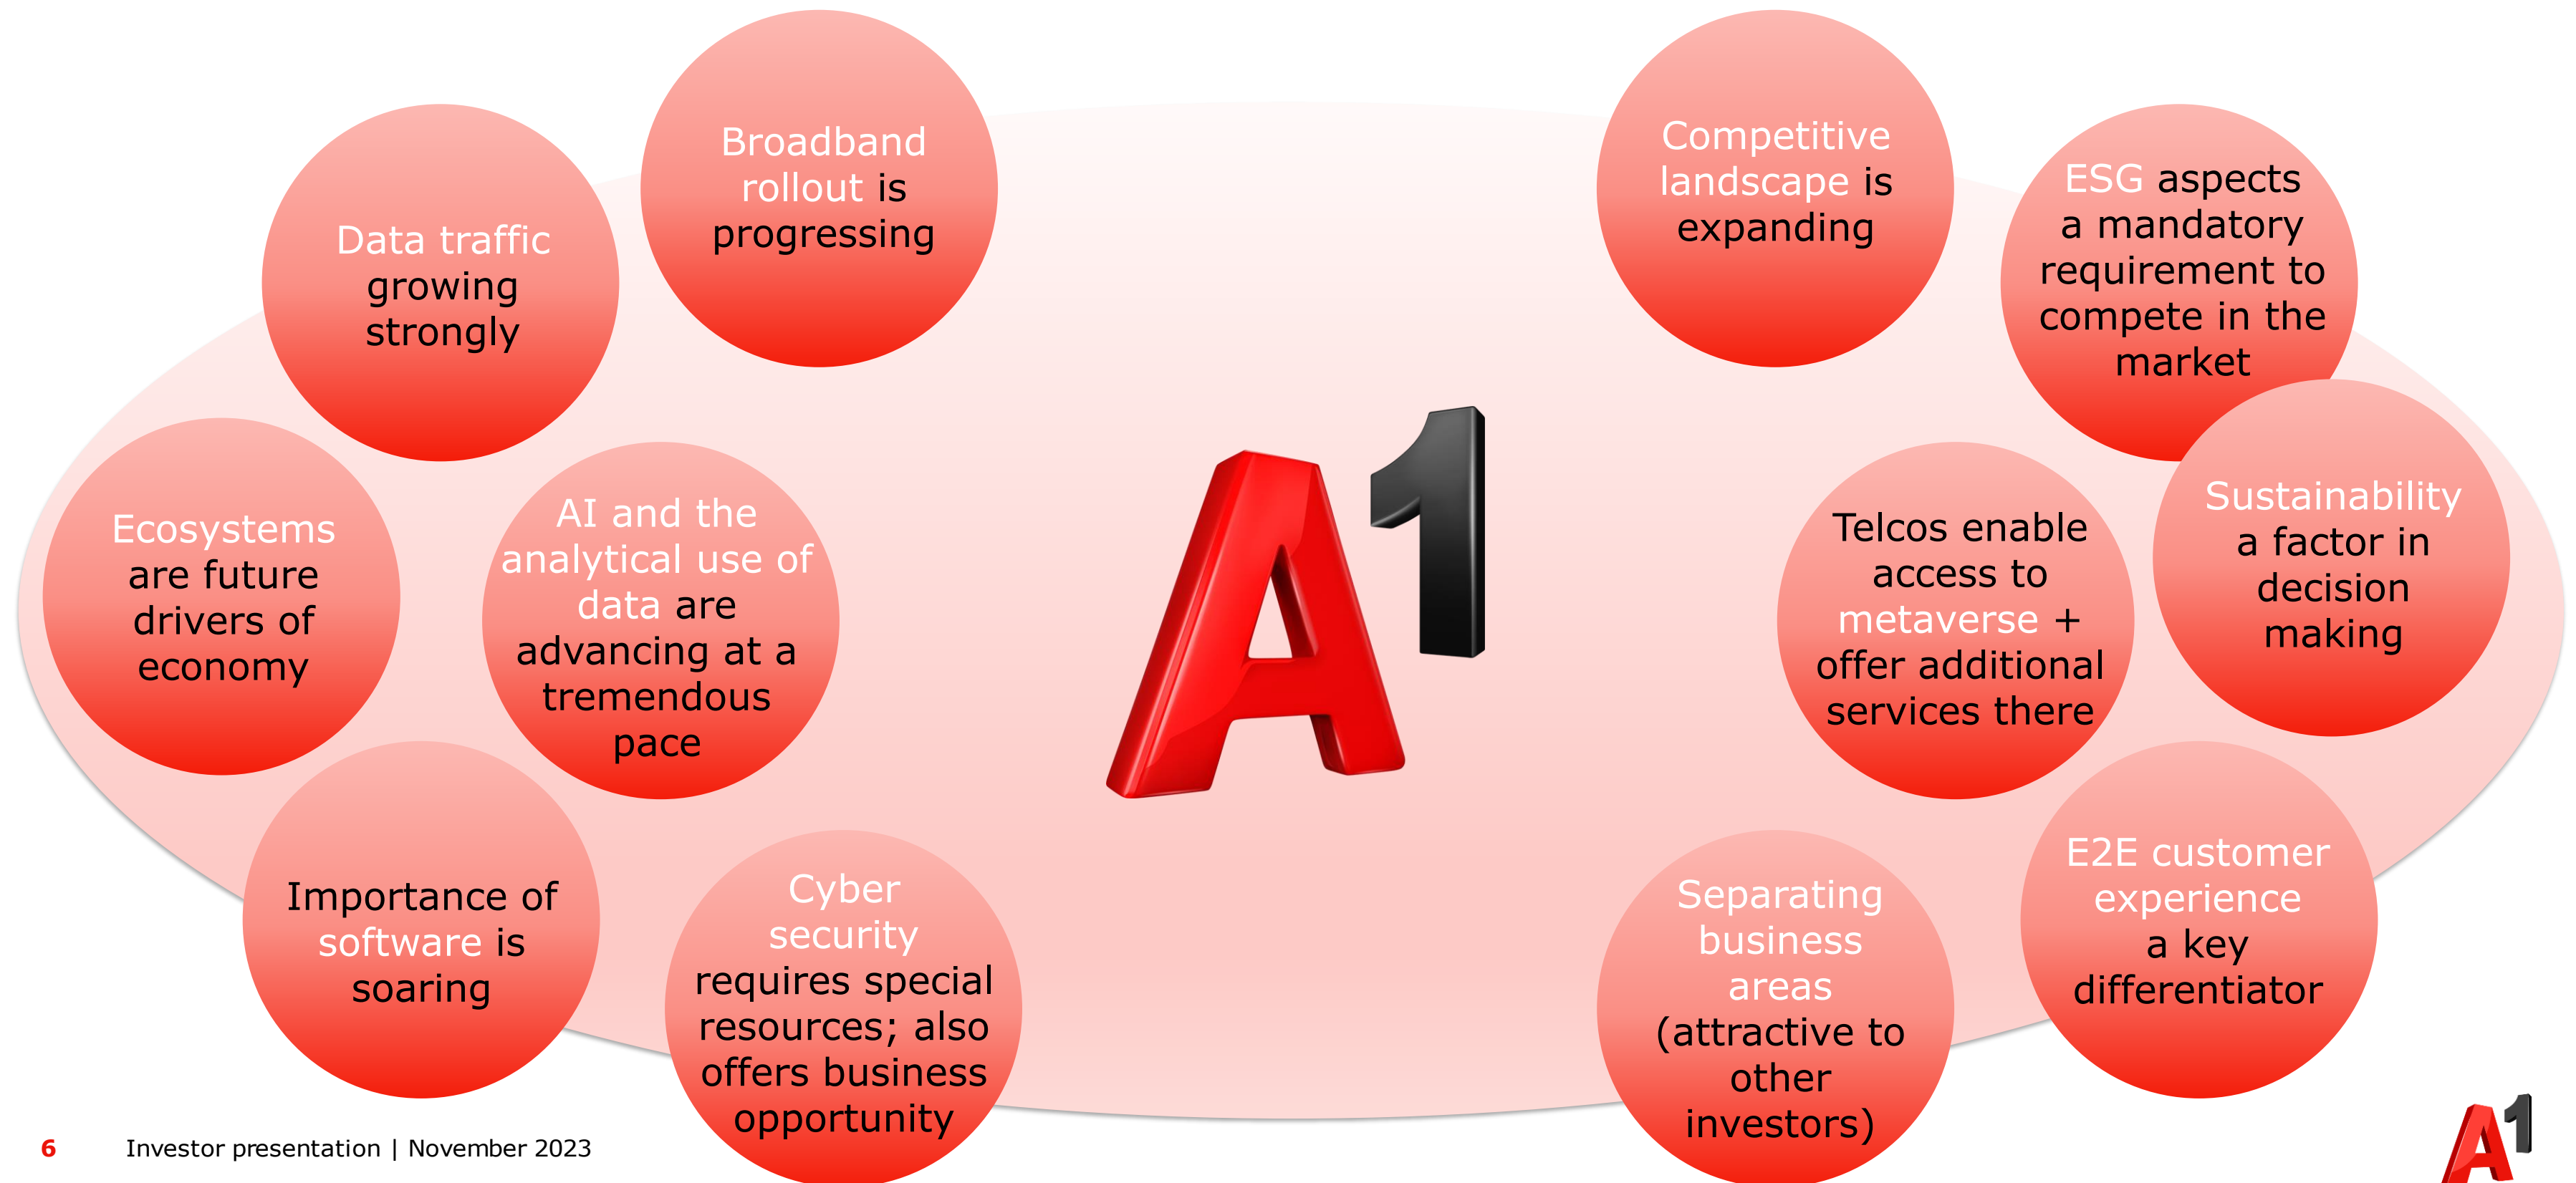 Broadband
rollout is
progressing
Data traffic
growing
strongly
Ecosystems
are future
drivers of
economy
AI and the
analytical use of
data are
advancing at a
tremendous
pace
Importance of
software is
soaring
Cyber
security
requires special
resources; also
offers business
opportunity
A1
Competitive
landscape is
expanding
ESG aspects
a mandatory
requirement to
compete in the
market
Telcos enable
access to
metaverse +
offer additional
services there
Sustainability
a factor in
decision
making
E2E customer
experience
a key
differentiator
Separating
business
areas
(attractive to
other
investors)
6 Investor presentation | November 2023
A1